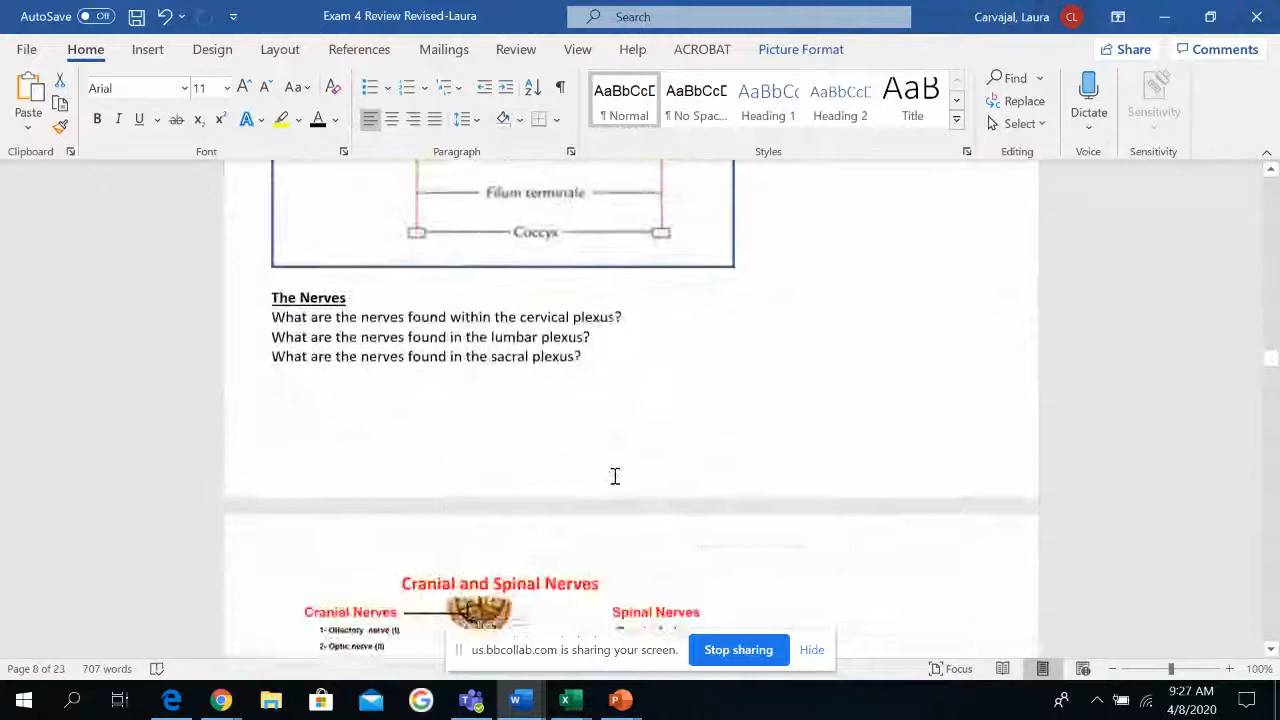 AutoSave Off Exam 4 Review Revised-Laura Search Carvajal, Laura CL
File Home Insert Design Layout References Mailings Review View Help ACROBAT Picture Format Share Comments
Paste
Arial 11
Aa
B I U ab x₂ x² A A
AaBbCcD AaBbCcD AaBbCc AaBbCcD AaB
¶ Normal ¶ No Spac... Heading 1 Heading 2 Title
Find
Replace
Select
Dictate
Sensitivity
Clipboard Font Paragraph Styles Editing Voice Sensitivity
Filum terminale
Coccyx
The Nerves
What are the nerves found within the cervical plexus?
What are the nerves found in the lumbar plexus?
What are the nerves found in the sacral plexus?
Cranial and Spinal Nerves
Cranial Nerves Spinal Nerves
1- Olfactory nerve (I)
2- Optic nerve (II)
us.bbcollab.com is sharing your screen. Stop sharing Hide
Page 8 of 23 707 words Focus 100%
9:27 AM
4/8/2020